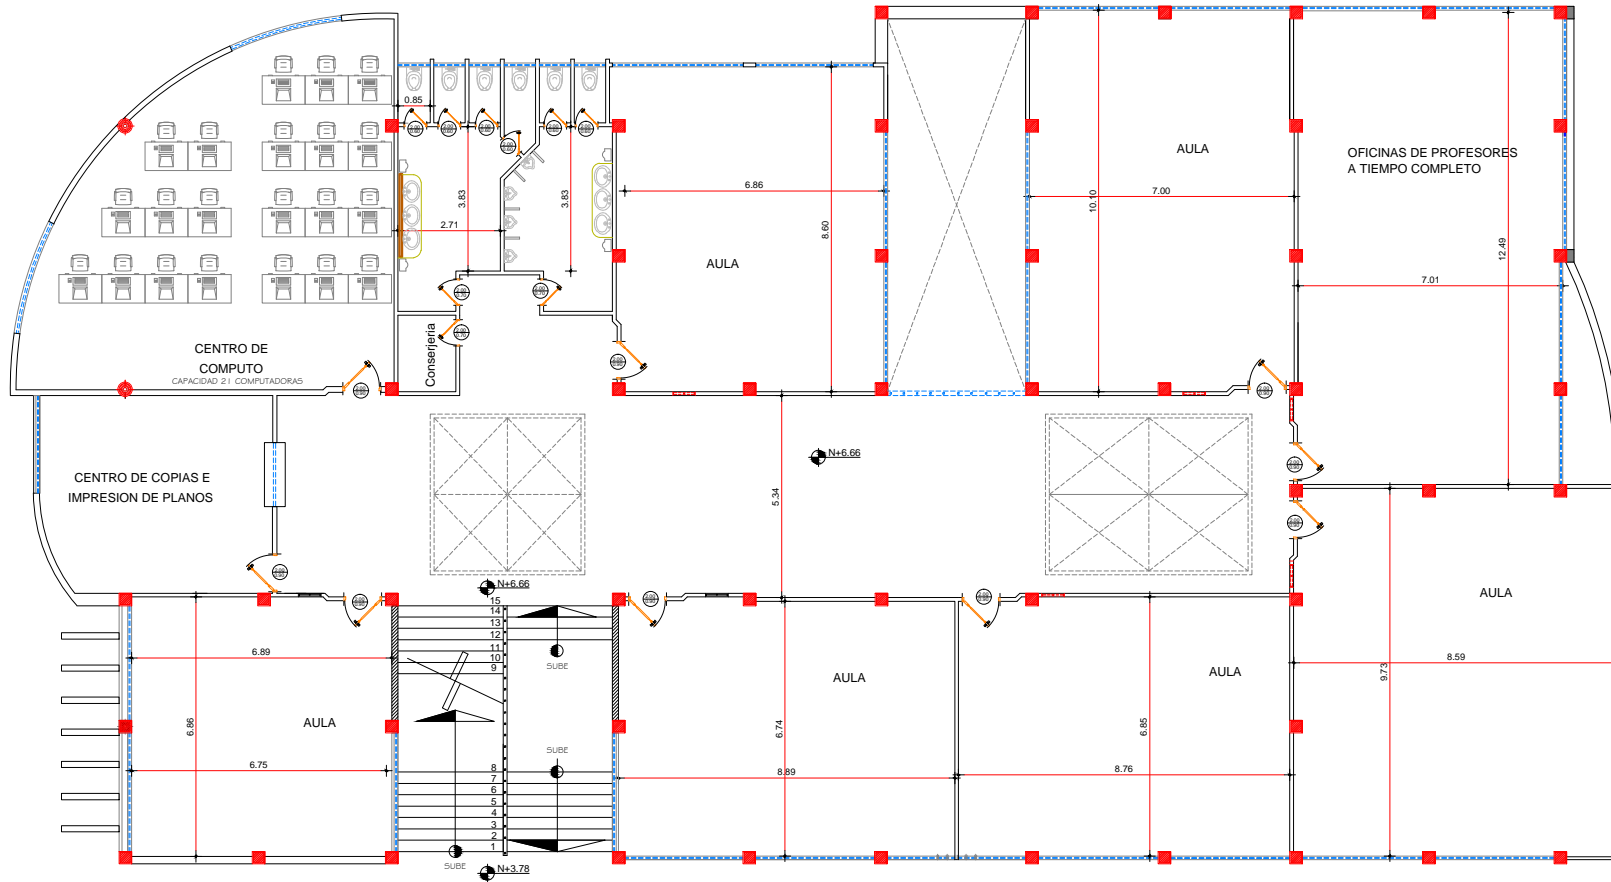 0.85
AULA
OFICINAS DE PROFESORES
A TIEMPO COMPLETO
6.86
7.00
10.10
3.83
3.83
2.71
8.60
12.49
AULA
7.01
Conserjeria
CENTRO DE
COMPUTO
CAPACIDAD 21 COMPUTADORAS
N+6.66
CENTRO DE COPIAS E
IMPRESION DE PLANOS
5.34
N+6.66
AULA
15
14
13
12
11
10
9
SUBE
6.89
8.59
9.73
AULA
AULA
AULA
6.86
6.74
6.85
SUBE
6.75
8.89
8.76
8
7
6
5
4
3
2
1
SUBE
N+3.78